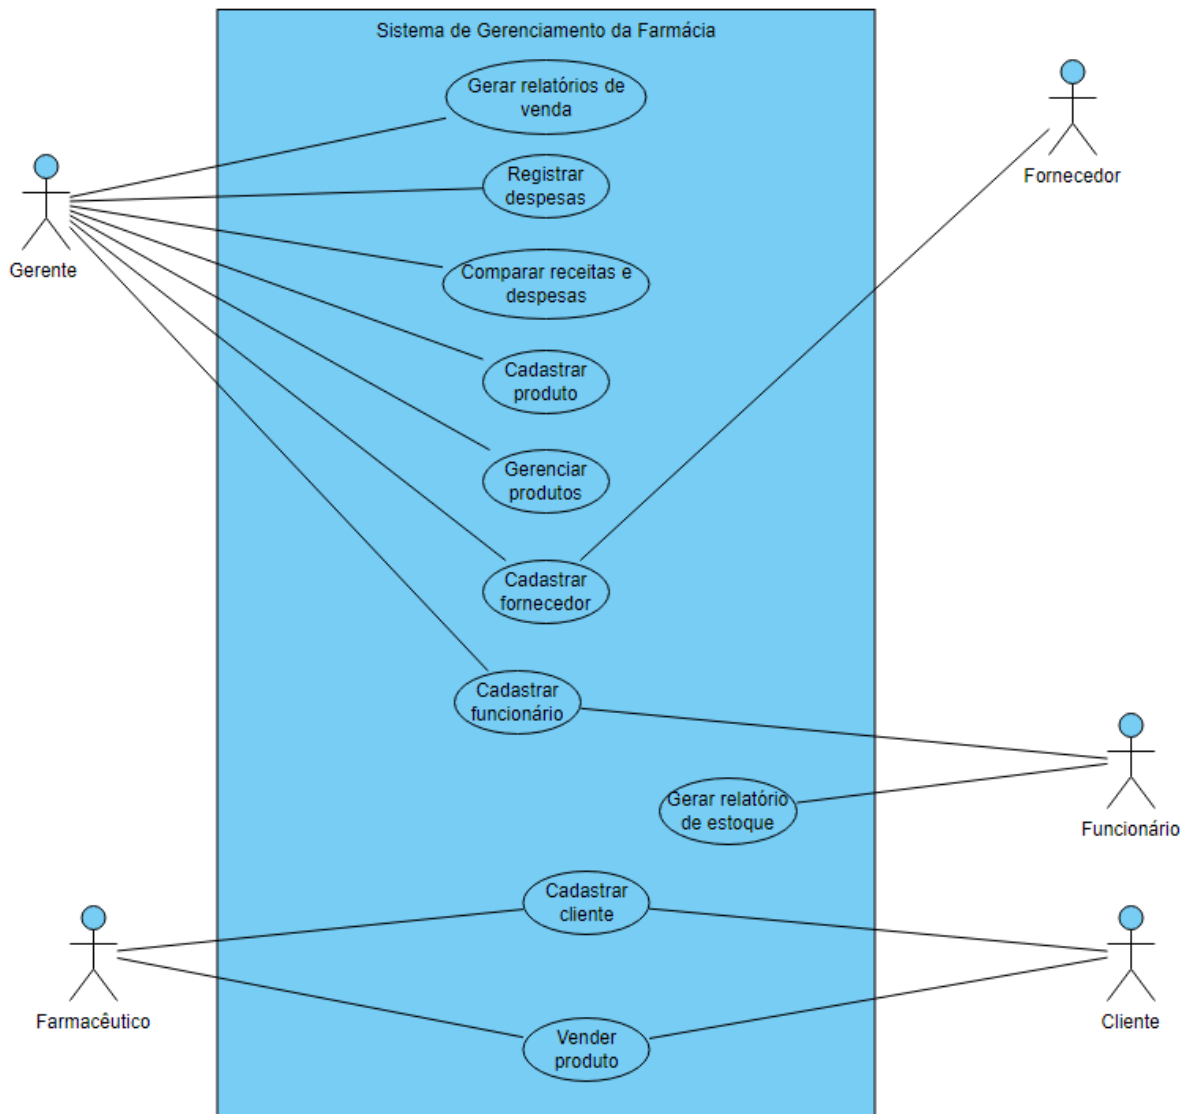 Sistema de Gerenciamento da Farmácia
Gerar relatórios de
venda
Fornecedor
Registrar
despesas
Gerente
Comparar receitas e
despesas
Cadastrar
produto
Gerenciar
produtos
Cadastrar
fornecedor
Cadastrar
funcionário
Gerar relatório
de estoque
Funcionário
Cadastrar
cliente
Farmacêutico
Cliente
Vender
produto